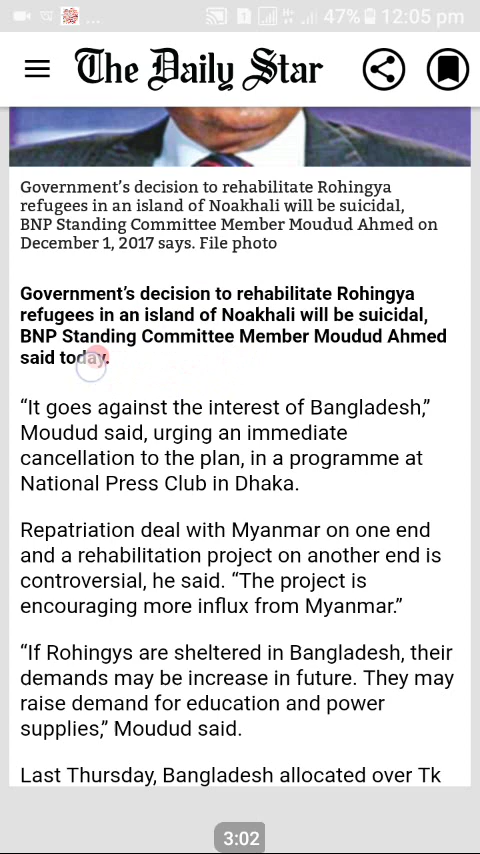 ... 47% 12:05 pm
The Daily Star
Government’s decision to rehabilitate Rohingya
refugees in an island of Noakhali will be suicidal,
BNP Standing Committee Member Moudud Ahmed on
December 1, 2017 says. File photo
Government’s decision to rehabilitate Rohingya
refugees in an island of Noakhali will be suicidal,
BNP Standing Committee Member Moudud Ahmed
said today.
“It goes against the interest of Bangladesh,”
Moudud said, urging an immediate
cancellation to the plan, in a programme at
National Press Club in Dhaka.
Repatriation deal with Myanmar on one end
and a rehabilitation project on another end is
controversial, he said. “The project is
encouraging more influx from Myanmar.”
“If Rohingys are sheltered in Bangladesh, their
demands may be increase in future. They may
raise demand for education and power
supplies,” Moudud said.
Last Thursday, Bangladesh allocated over Tk
3:02